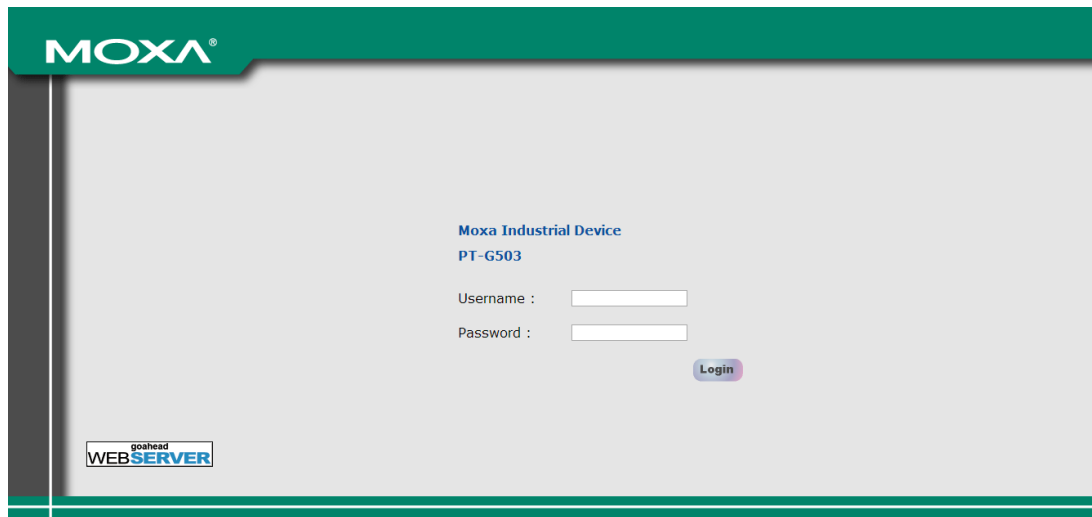 MOXA®
Moxa Industrial Device
PT-G503
Username :
Password :
Login
goahead
WEBSERVER